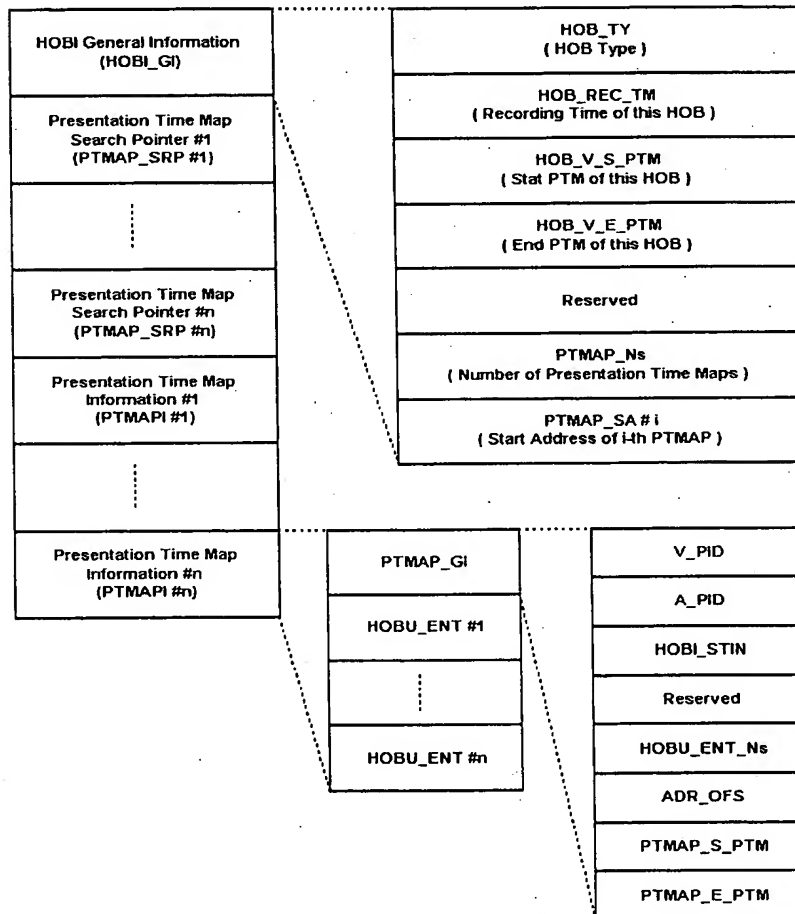 HOBI General Information
(HOBI_GI)
Presentation Time Map
Search Pointer #1
(PTMAP_SRP #1)
Presentation Time Map
Search Pointer #n
(PTMAP_SRP #n)
Presentation Time Map
Information #1
(PTMAPI #1)
Presentation Time Map
Information #n
(PTMAPI #n)
HOB_TY
( HOB Type )
HOB_REC_TM
( Recording Time of this HOB )
HOB_V_S_PTM
( Stat PTM of this HOB )
HOB_V_E_PTM
( End PTM of this HOB )
Reserved
PTMAP_Ns
( Number of Presentation Time Maps )
PTMAP_SA # i
( Start Address of i-th PTMAP )
PTMAP_GI
HOBU_ENT #1
HOBU_ENT #n
V_PID
A_PID
HOBI_STIN
Reserved
HOBU_ENT_Ns
ADR_OFS
PTMAP_S_PTM
PTMAP_E_PTM